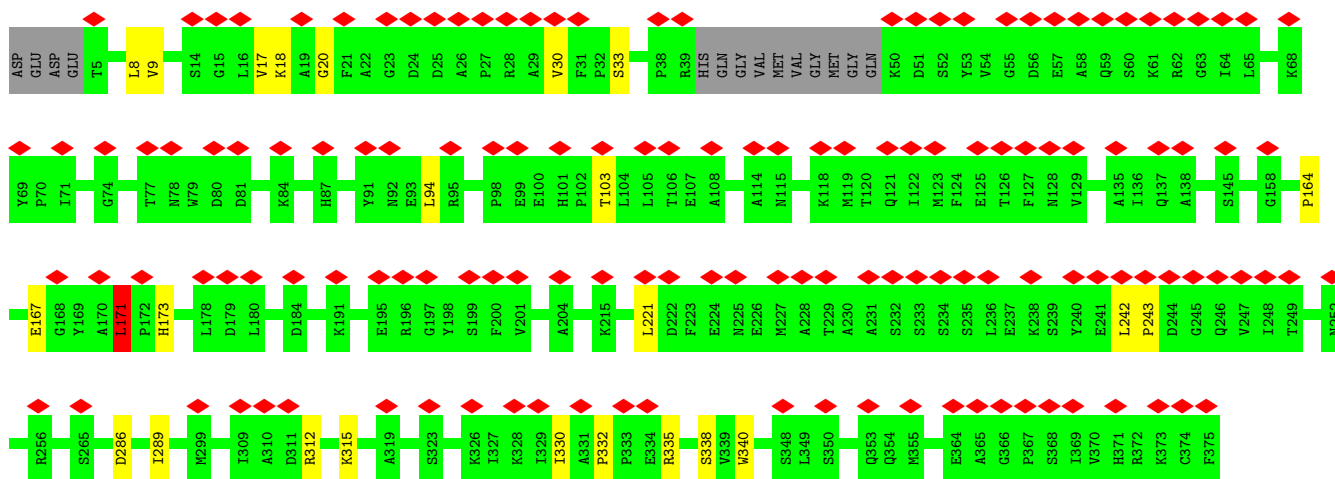 ASP GLU ASP GLU T5 L8 V9 S14 G15 L16 V17 K18 A19 G20 F21 A22 G23 D24 D25 A26 P27 R28 A29 V30 F31 P32 S33 P38 R39 HIS GLN GLY VAL MET VAL GLY MET GLY GLN K50 D51 S52 Y53 V54 G55 D56 E57 A58 Q59 S60 K61 R62 G63 I64 L65 K68
Y69 P70 I71 G74 T77 N78 W79 D80 D81 K84 H87 Y91 N92 E93 L94 R95 P98 E99 E100 H101 P102 T103 L104 L105 T106 E107 A108 A114 N115 K118 M119 T120 Q121 I122 M123 F124 E125 T126 F127 N128 V129 A135 I136 Q137 A138 S145 G158 P164
E167 G168 Y169 A170 L171 P172 H173 L178 D179 L180 D184 K191 E195 R196 G197 Y198 S199 F200 V201 A204 K215 L221 D222 F223 E224 N225 E226 M227 A228 T229 A230 A231 S232 S233 S234 S235 L236 E237 K238 S239 Y240 E241 L242 P243 D244 G245 Q246 V247 I248 T249
R256 S265 D286 I289 M299 I309 A310 D311 R312 K315 A319 S323 K326 I327 K328 I329 I330 A331 P332 P333 E334 R335 S338 V339 W340 S348 L349 S350 Q353 Q354 M355 E364 A365 G366 P367 S368 I369 V370 H371 R372 K373 C374 F375